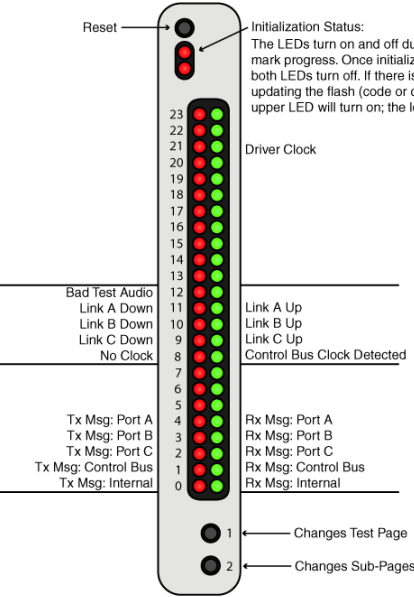 Reset
Initialization Status:
The LEDs turn on and off du
mark progress. Once initializ
both LEDs turn off. If there is
updating the flash (code or
upper LED will turn on; the
23
22
21 Driver Clock
20
19
18
17
16
15
14
13
Bad Test Audio 12
Link A Down 11 Link A Up
Link B Down 10 Link B Up
Link C Down 9 Link C Up
No Clock 8 Control Bus Clock Detected
7
6
5
Tx Msg: Port A 4 Rx Msg: Port A
Tx Msg: Port B 3 Rx Msg: Port B
Tx Msg: Port C 2 Rx Msg: Port C
Tx Msg: Control Bus 1 Rx Msg: Control Bus
Tx Msg: Internal 0 Rx Msg: Internal
1 Changes Test Page
2 Changes Sub-Pages